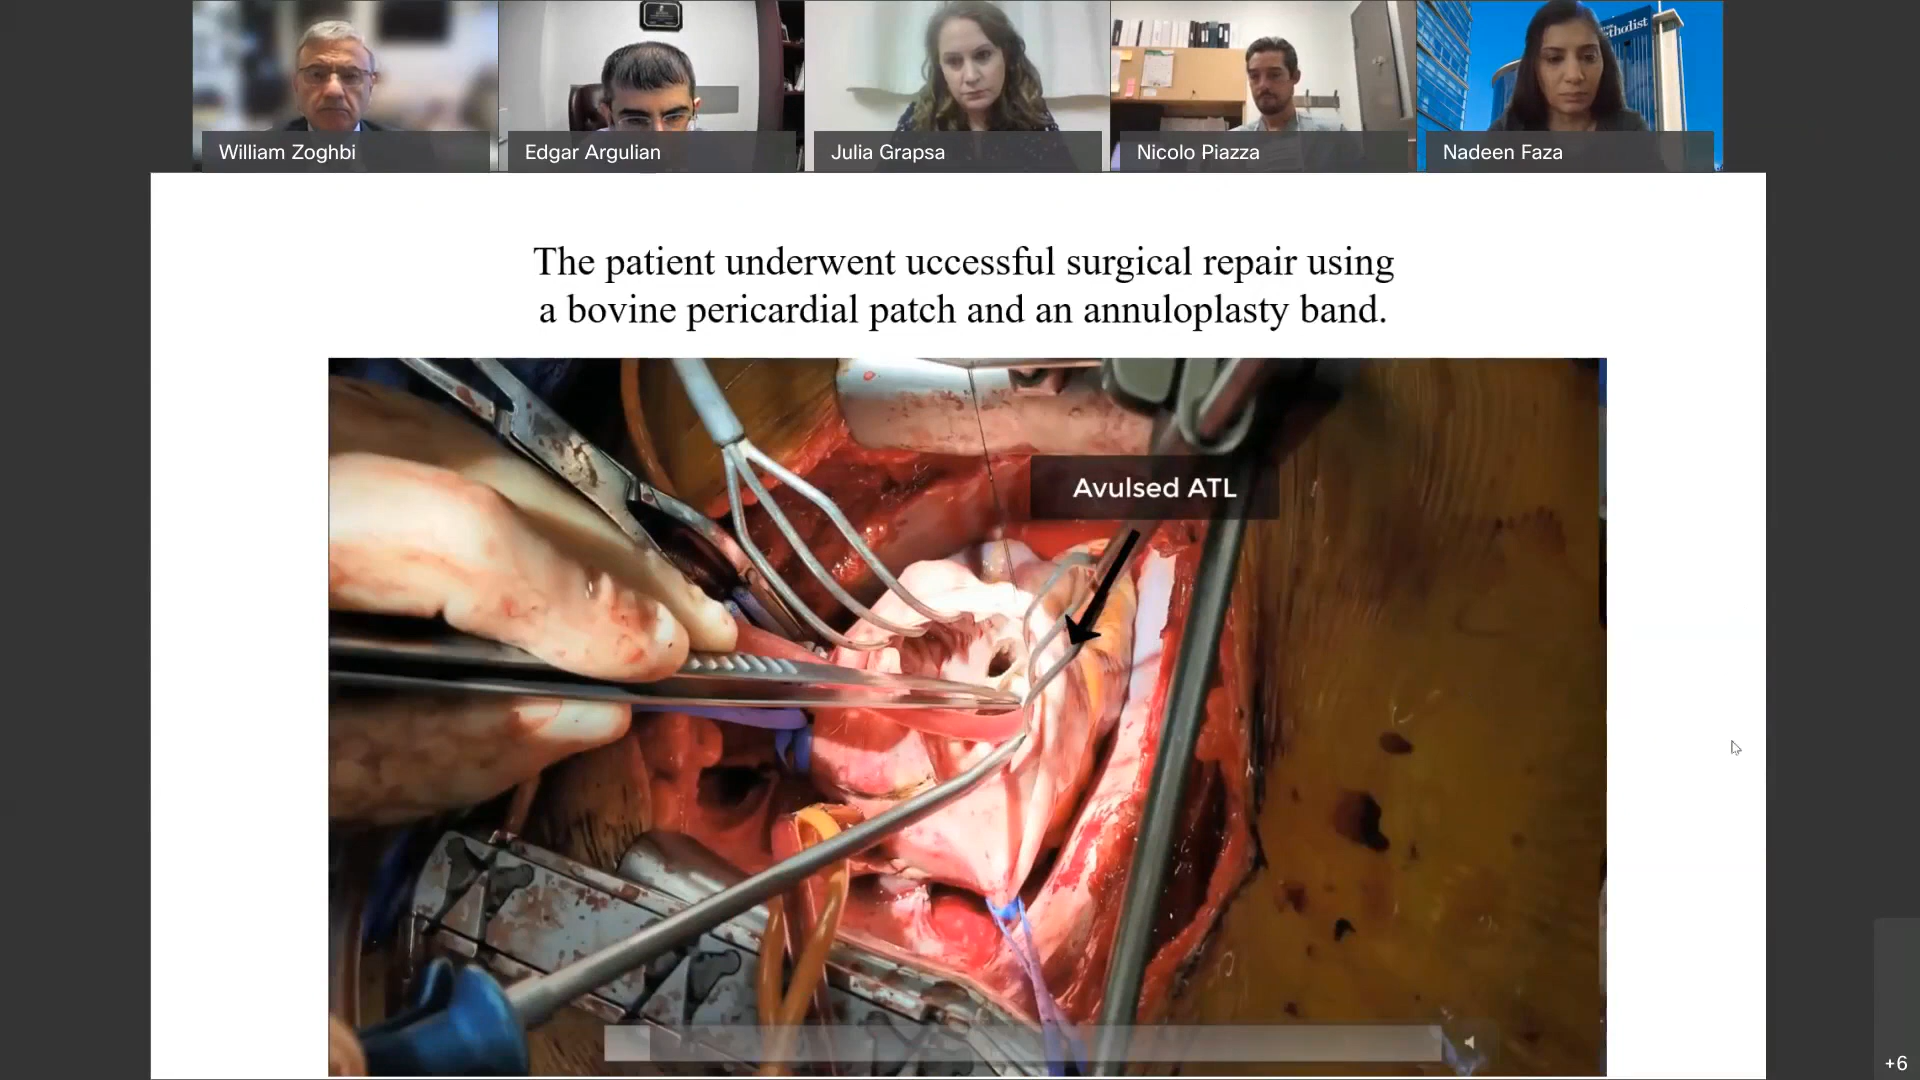 William Zoghbi
Edgar Argulian
Julia Grapsa
Nicolo Piazza
Nadeen Faza
The patient underwent uccessful surgical repair using
a bovine pericardial patch and an annuloplasty band.
Avulsed ATL
+6